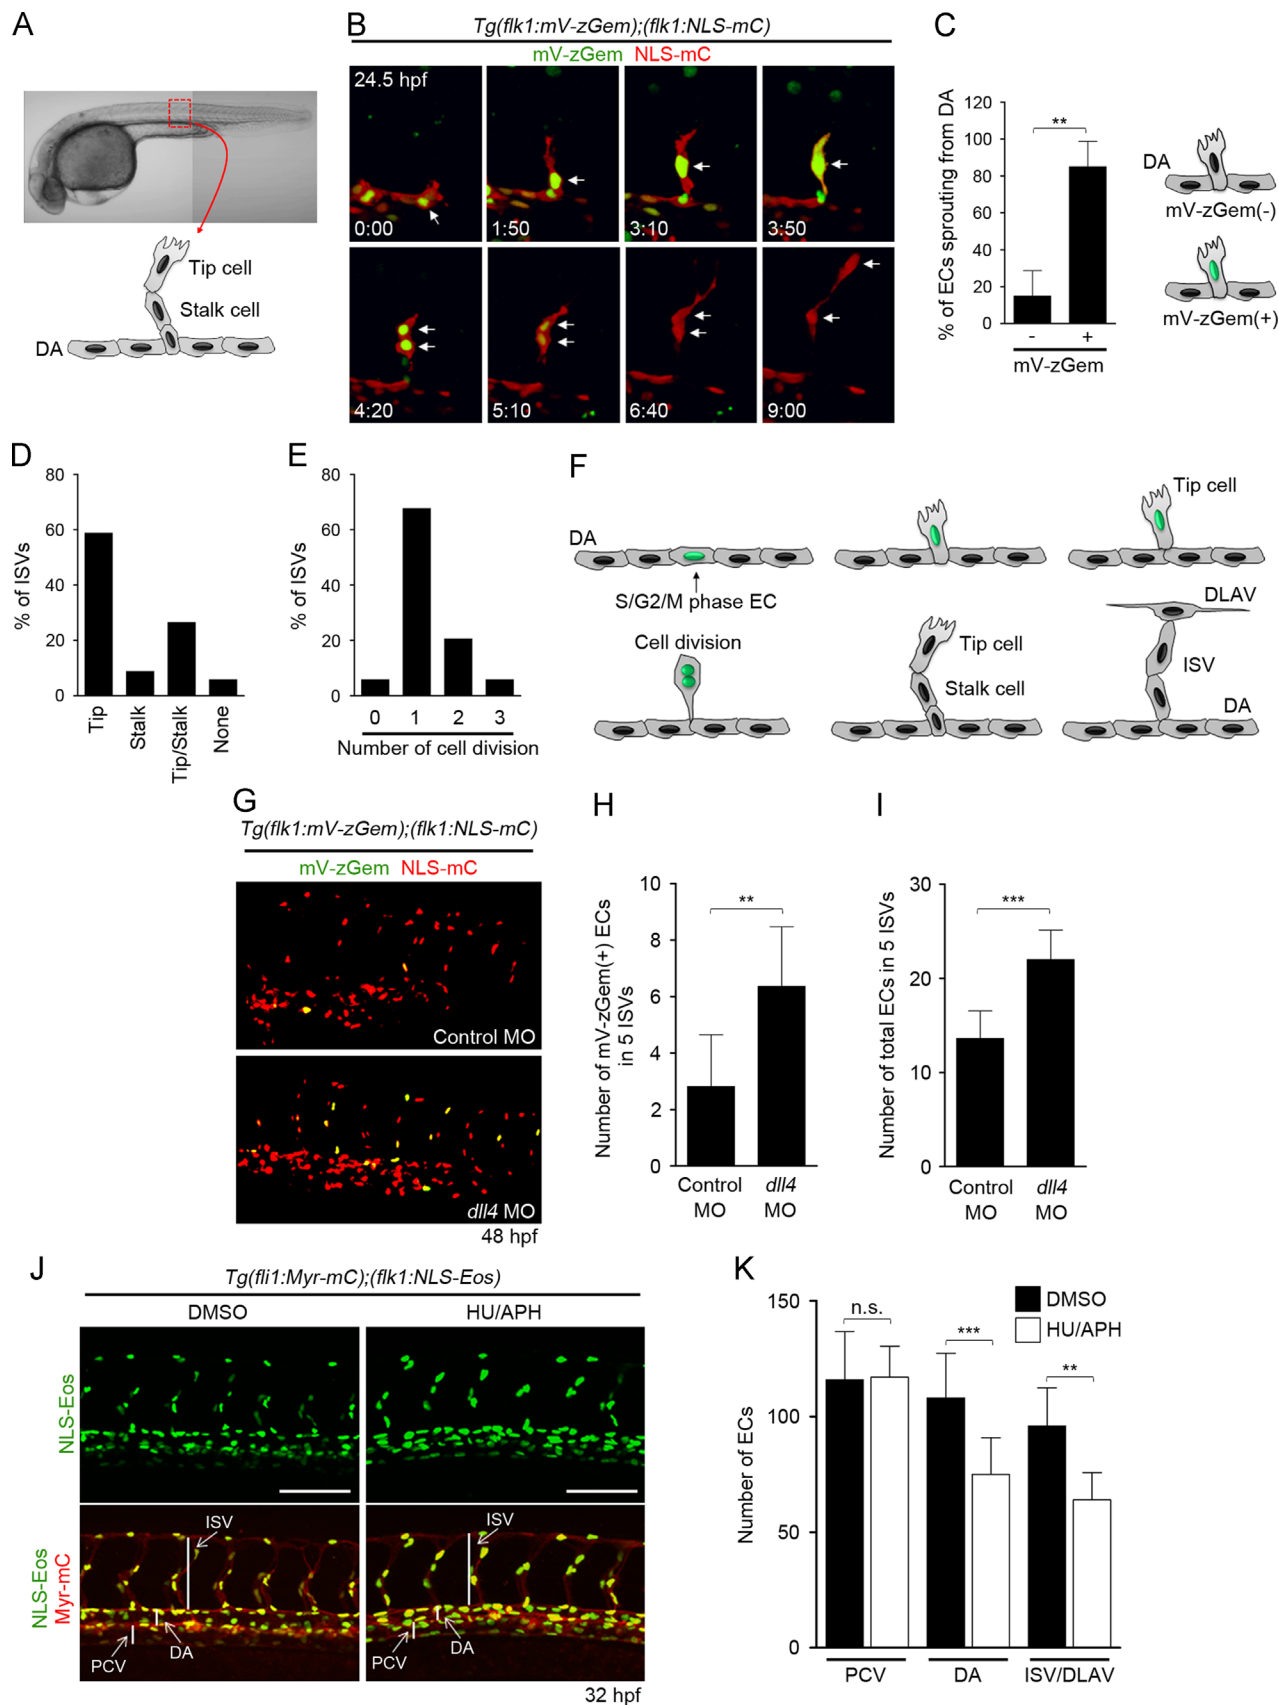 A
Tip cell
Stalk cell
DA
B
Tg(flk1:mV-zGem);(flk1:NLS-mC)
mV-zGem NLS-mC
24.5 hpf
0:00
1:50
3:10
3:50
4:20
5:10
6:40
9:00
C
% of ECs sprouting from DA
120
100
80
60
40
20
0
**
- +
mV-zGem
DA
mV-zGem(-)
mV-zGem(+)
D
% of ISVs
80
60
40
20
0
Tip
Stalk
Tip/Stalk
None
E
% of ISVs
80
60
40
20
0
0 1 2 3
Number of cell division
F
DA
S/G2/M phase EC
Tip cell
Cell division
Tip cell
Stalk cell
DLAV
ISV
DA
G
Tg(flk1:mV-zGem);(flk1:NLS-mC)
mV-zGem NLS-mC
Control MO
dll4 MO
48 hpf
H
Number of mV-zGem(+) ECs
in 5 ISVs
10
8
6
4
2
0
**
Control
MO
dll4
MO
I
Number of total ECs in 5 ISVs
30
20
10
0
***
Control
MO
dll4
MO
J
Tg(fli1:Myr-mC);(flk1:NLS-Eos)
DMSO
HU/APH
NLS-Eos
NLS-Eos
Myr-mC
ISV
DA
PCV
ISV
DA
PCV
32 hpf
K
DMSO
HU/APH
Number of ECs
150
100
50
0
n.s.
***
**
PCV
DA
ISV/DLAV